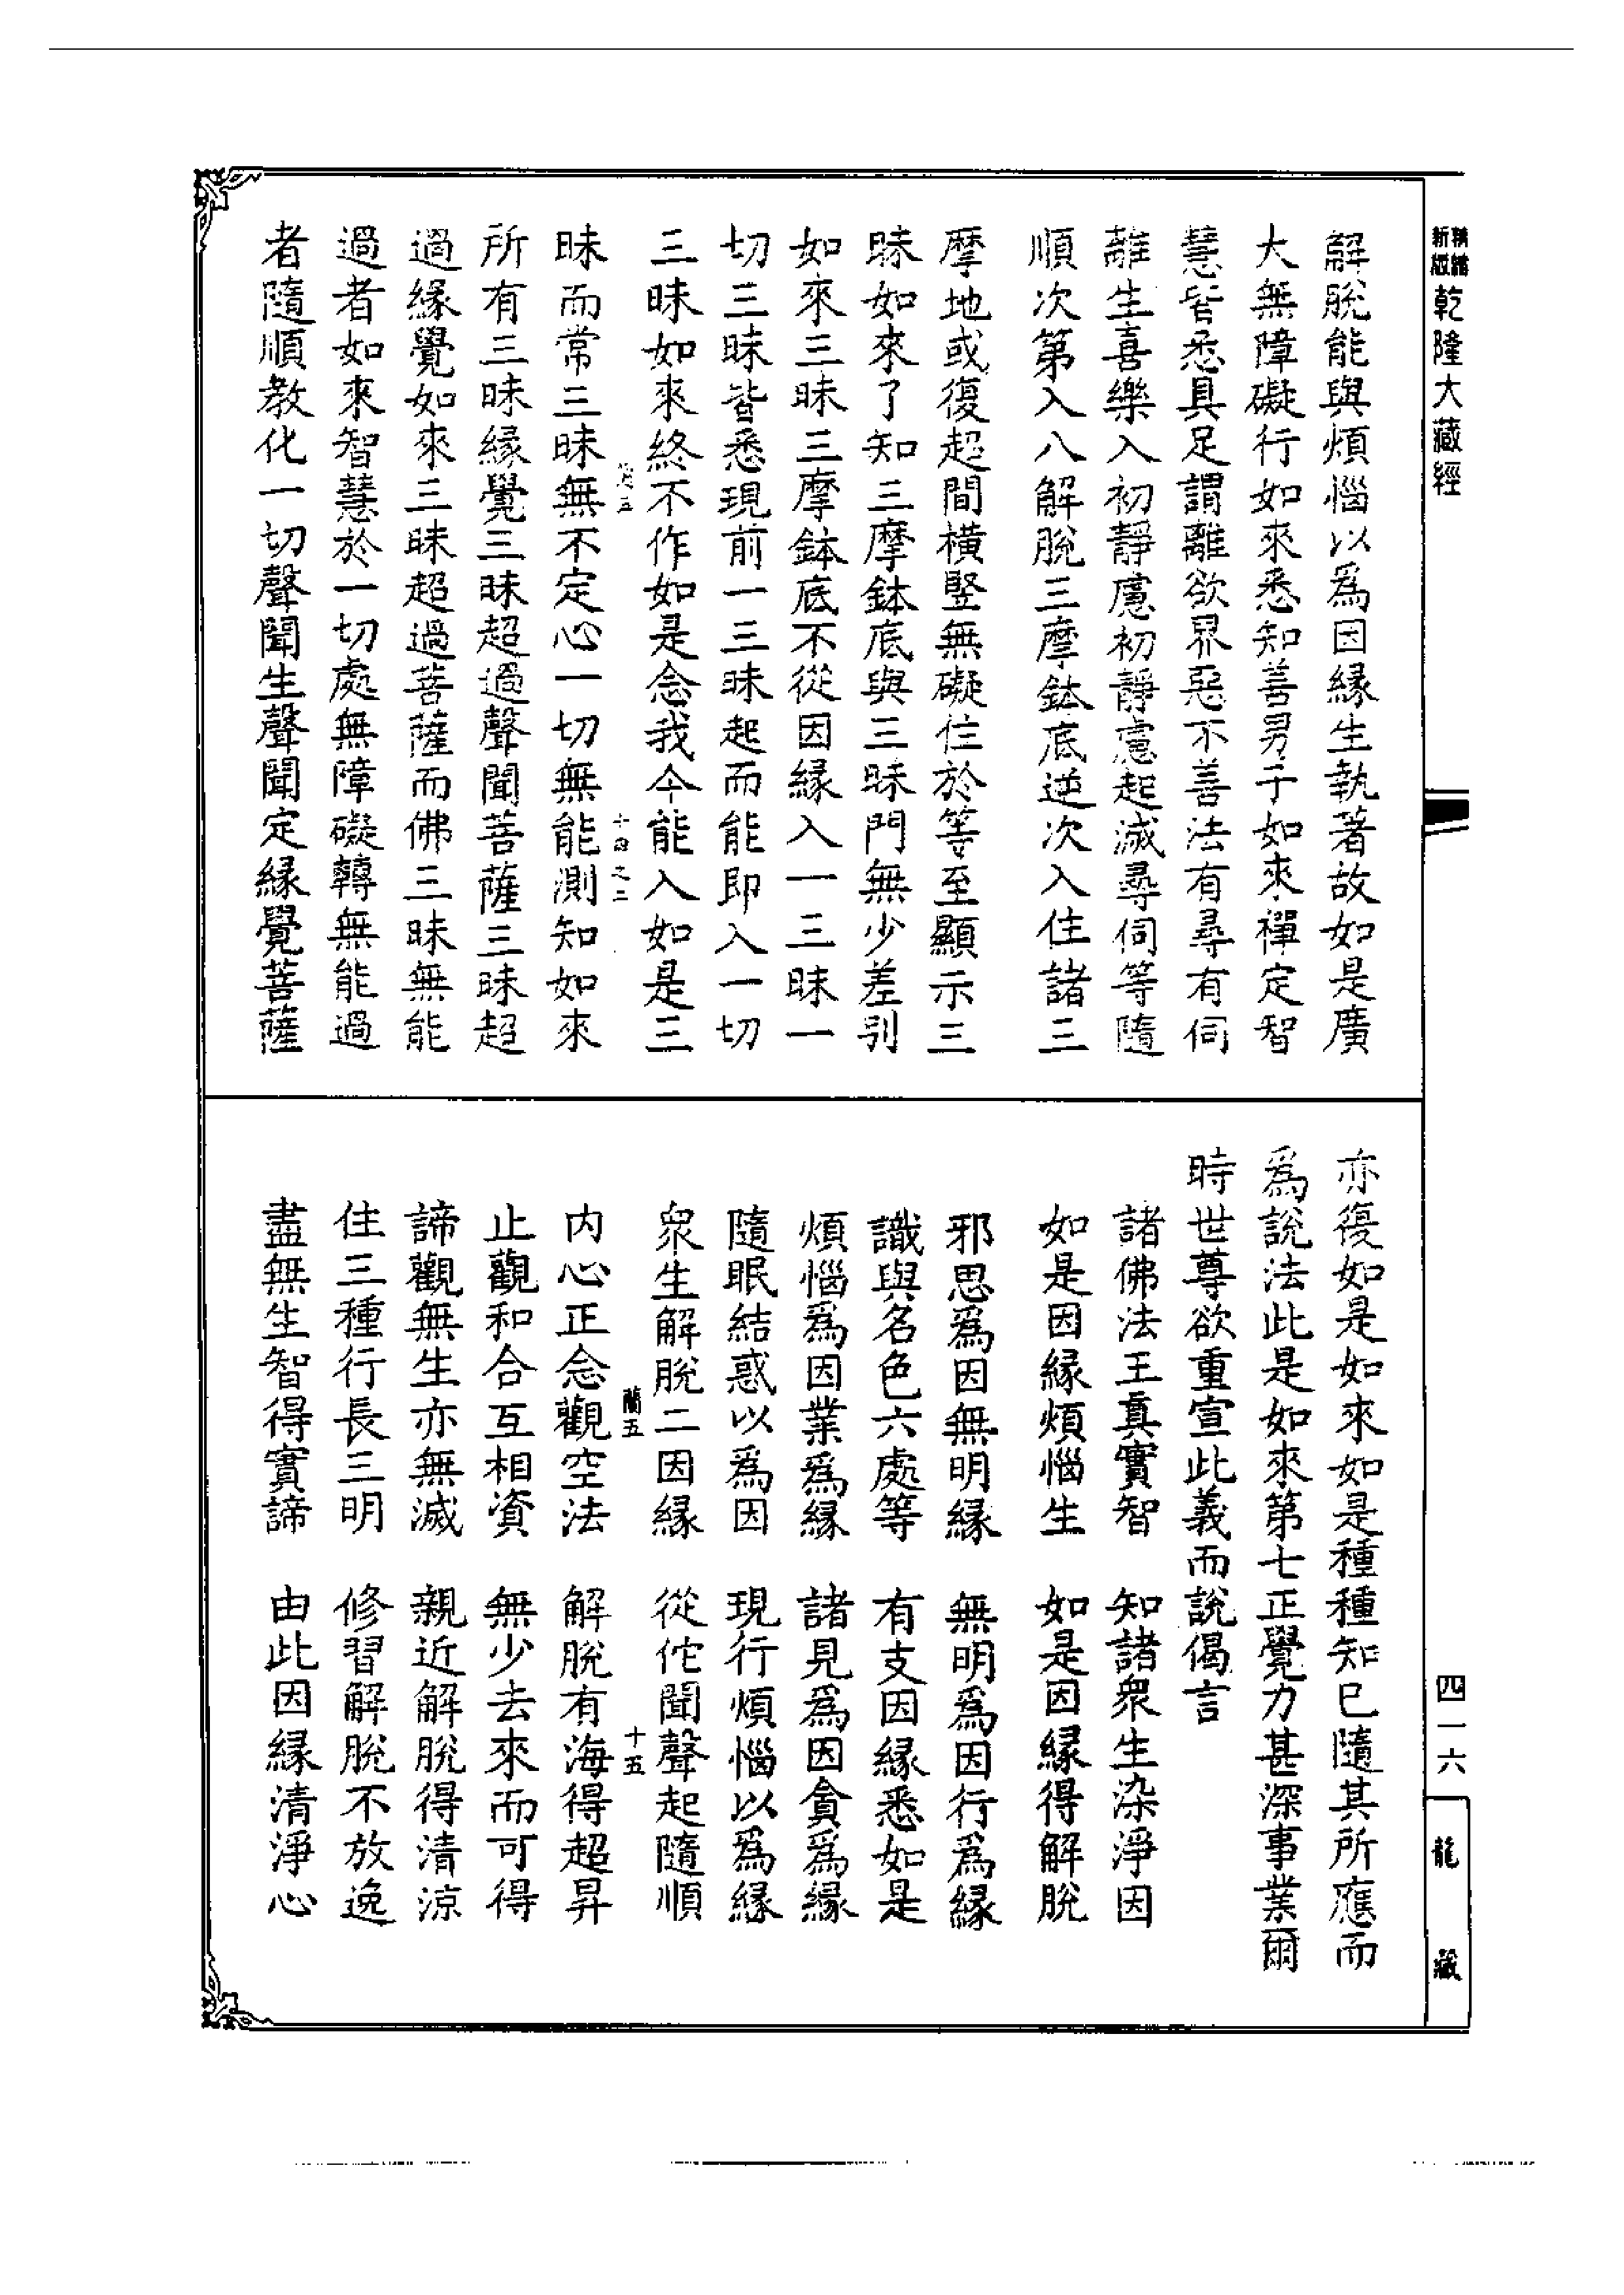 精繕
新版
乾隆大藏經
解脫能與煩惱以爲因緣生執著故如是廣
大無障礙行如來悉知善男子如來禪定智
慧皆悉具足謂離欲界惡不善法有尋有伺
離生喜樂入初靜慮初靜慮起滅尋伺等隨
順次第入八解脫三摩鉢底逆次入住諸三
摩地或復超間橫豎無礙住於等至顯示三
昧如來了知三摩鉢底與三昧門無少差別
如來三昧三摩鉢底不從因緣入一三昧一
切三昧皆悉現前一三昧起而能即入一切
三昧如來終不作如是念我今能入如是三
昧而常三昧無不定心一切無能測知如來
所有三昧緣覺三昧超過聲聞菩薩三昧超
過緣覺如來三昧超過菩薩而佛三昧無能
過者如來智慧於一切處無障礙轉無能過
者隨順教化一切聲聞生聲聞定緣覺菩薩
亦復如是如來如是種種知已隨其所應而
爲說法此是如來第七正覺力甚深事業爾
時世尊欲重宣此義而說偈言
諸佛法王真實智 知諸衆生染淨因
如是因緣煩惱生 如是因緣得解脫
邪思爲因無明緣 無明爲因行爲緣
識與名色六處等 有支因緣悉如是
煩惱爲因業爲緣 諸見爲因貪爲緣
隨眠結惑以爲因 現行煩惱以爲緣
衆生解脫二因緣 從佗聞聲起隨順
蘭五 十五
內心正念觀空法 解脫有海得超昇
止觀和合互相資 無少去來而可得
諦觀無生亦無滅 親近解脫得清涼
住三種行長三明 修習解脫不放逸
盡無生智得實諦 由此因緣清淨心
四一六
龍藏